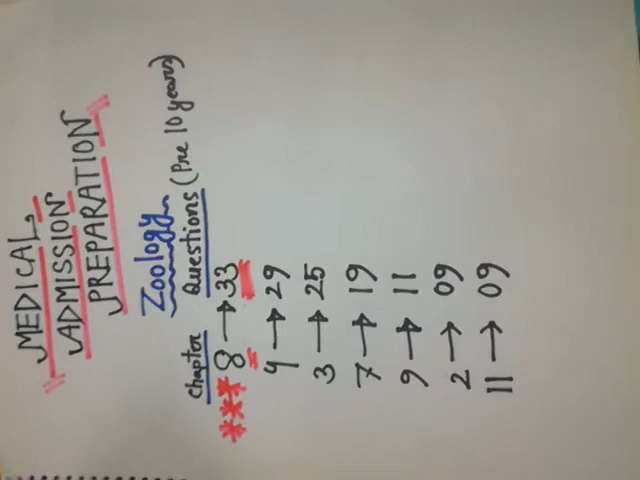 MEDICAL
ADMISSION
PREPARATION
Zoology
Chapter Questions (Pre 10 years)
*** 8 → 33
4 → 29
3 → 25
7 → 19
9 → 11
2 → 09
11 → 09